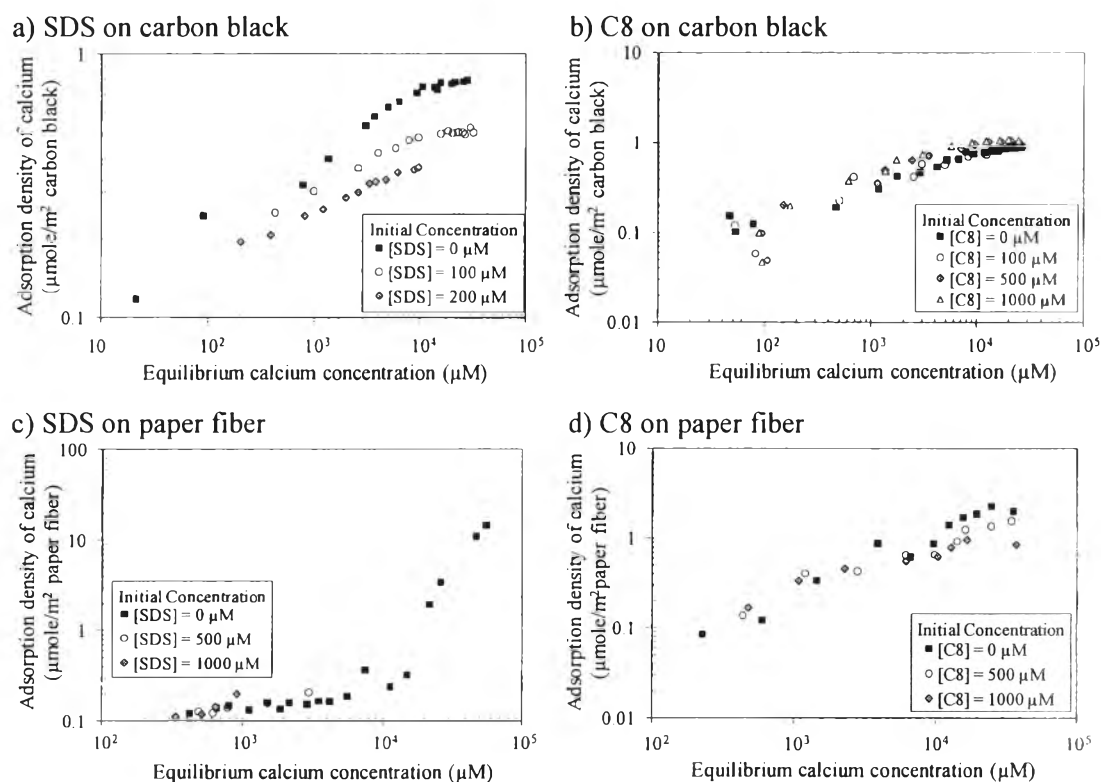 a) SDS on carbon black
Adsorption density of calcium
(μmole/m² carbon black)
1
0.1
10
10²
10³
10⁴
10⁵
Equilibrium calcium concentration (μM)
Initial Concentration
[SDS] = 0 μM
[SDS] = 100 μM
[SDS] = 200 μM
b) C8 on carbon black
Adsorption density of calcium
(μmole/m² carbon black)
10
1
0.1
0.01
10
10²
10³
10⁴
10⁵
Equilibrium calcium concentration (μM)
Initial Concentration
[C8] = 0 μM
[C8] = 100 μM
[C8] = 500 μM
[C8] = 1000 μM
c) SDS on paper fiber
Adsorption density of calcium
(μmole/m² paper fiber)
100
10
1
0.1
10²
10³
10⁴
10⁵
Equilibrium calcium concentration (μM)
Initial Concentration
[SDS] = 0 μM
[SDS] = 500 μM
[SDS] = 1000 μM
d) C8 on paper fiber
Adsorption density of calcium
(μmole/m²paper fiber)
10
1
0.1
0.01
10²
10³
10⁴
10⁵
Equilibrium calcium concentration (μM)
Initial Concentration
[C8] = 0 μM
[C8] = 500 μM
[C8] = 1000 μM